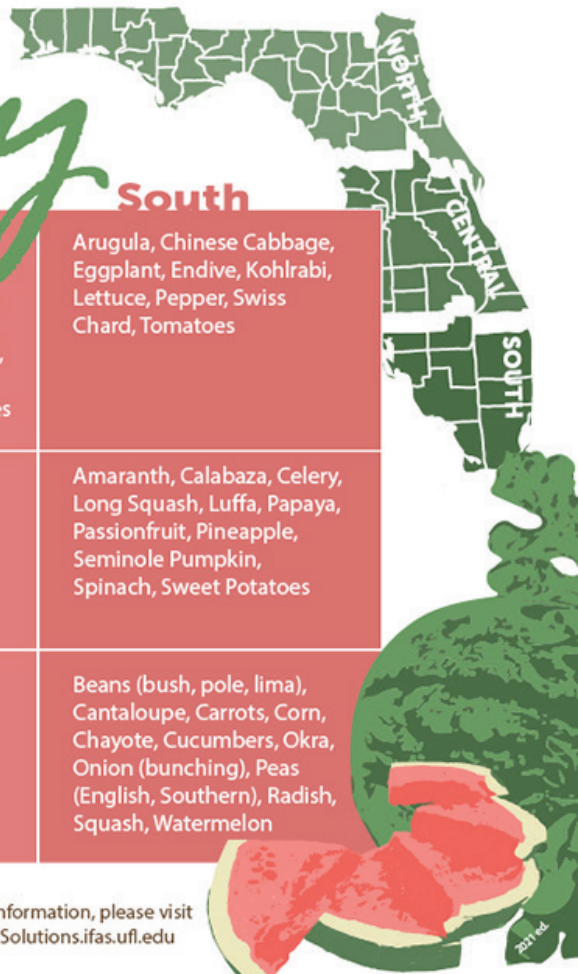 y
NORTH
CENTRAL
SOUTH
South
Arugula, Chinese Cabbage,
Eggplant, Endive, Kohlrabi,
Lettuce, Pepper, Swiss
Chard, Tomatoes
,
es
Amaranth, Calabaza, Celery,
Long Squash, Luffa, Papaya,
Passionfruit, Pineapple,
Seminole Pumpkin,
Spinach, Sweet Potatoes
Beans (bush, pole, lima),
Cantaloupe, Carrots, Corn,
Chayote, Cucumbers, Okra,
Onion (bunching), Peas
(English, Southern), Radish,
Squash, Watermelon
nformation, please visit
Solutions.ifas.ufl.edu
2021 ed.